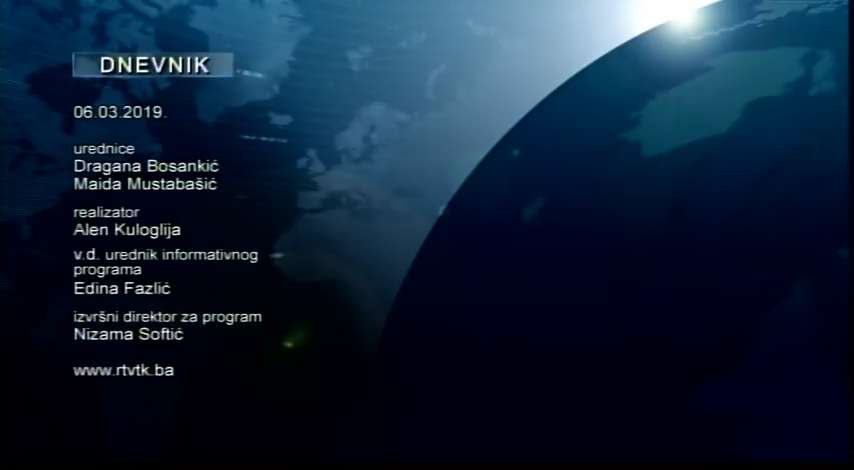 DNEVNIK
06.03.2019.
urednice
Dragana Bosankić
Maida Mustabašić
realizator
Alen Kuloglija
v.d. urednik informativnog
programa
Edina Fazlić
izvršni direktor za program
Nizama Softić
www.rtvtk.ba